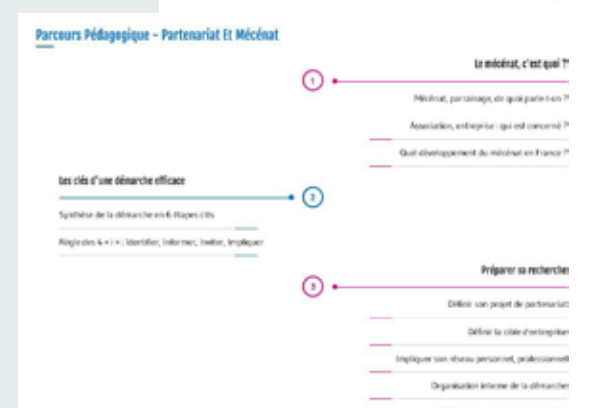 Parcours Pédagogique – Partenariat Et Mécénat
Le mécénat, c'est quoi ?"
1
Mécénat, parrainage, de quoi parle-t-on ?"
Association, entreprise : qui est concerné ?"
Quel développement du mécénat en France ?"
Les clés d'une démarche efficace
2
Synthèse de la démarche en 6 étapes clés
Règle des 4 « i » : Identifier, Informer, Inviter, Impliquer
Préparer sa recherche
3
Définir son projet de partenariat
Définir la cible d'entreprises
Impliquer son réseau personnel, professionnel
Organisation interne de la démarche